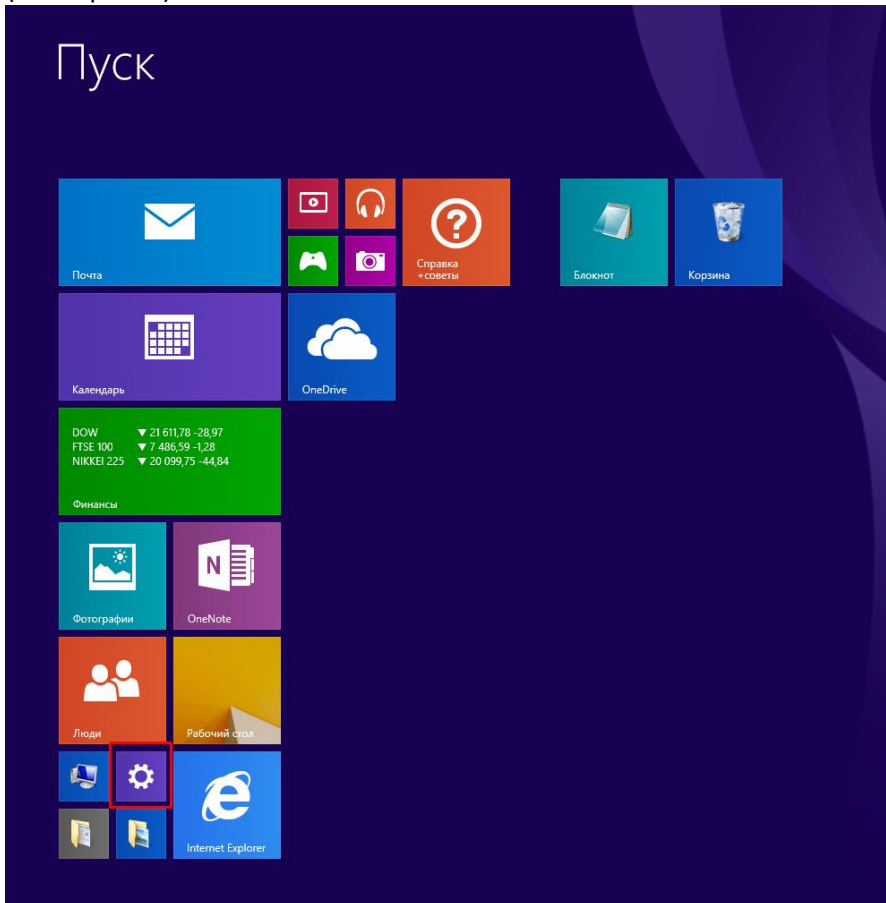 Пуск
Почта
Справка
+советы
Блокнот
Корзина
Календарь
OneDrive
DOW ▼ 21 611,78 -28,97
FTSE 100 ▼ 7 486,59 -1,28
NIKKEI 225 ▼ 20 099,75 -44,84
Финансы
Фотографии
OneNote
Люди
Рабочий стол
Internet Explorer